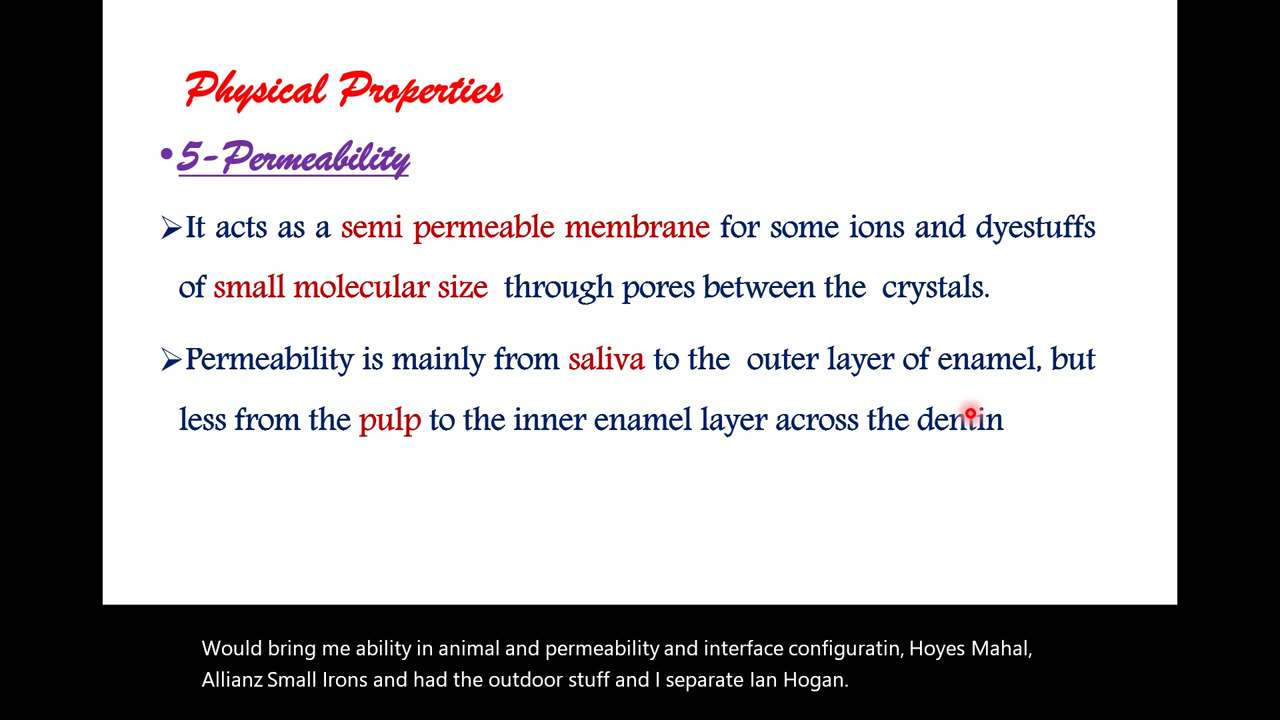 Physical Properties
•5-Permeability
➢It acts as a semi permeable membrane for some ions and dyestuffs
of small molecular size through pores between the crystals.
➢Permeability is mainly from saliva to the outer layer of enamel, but
less from the pulp to the inner enamel layer across the dentin
Would bring me ability in animal and permeability and interface configuratin, Hoyes Mahal,
Allianz Small Irons and had the outdoor stuff and I separate Ian Hogan.